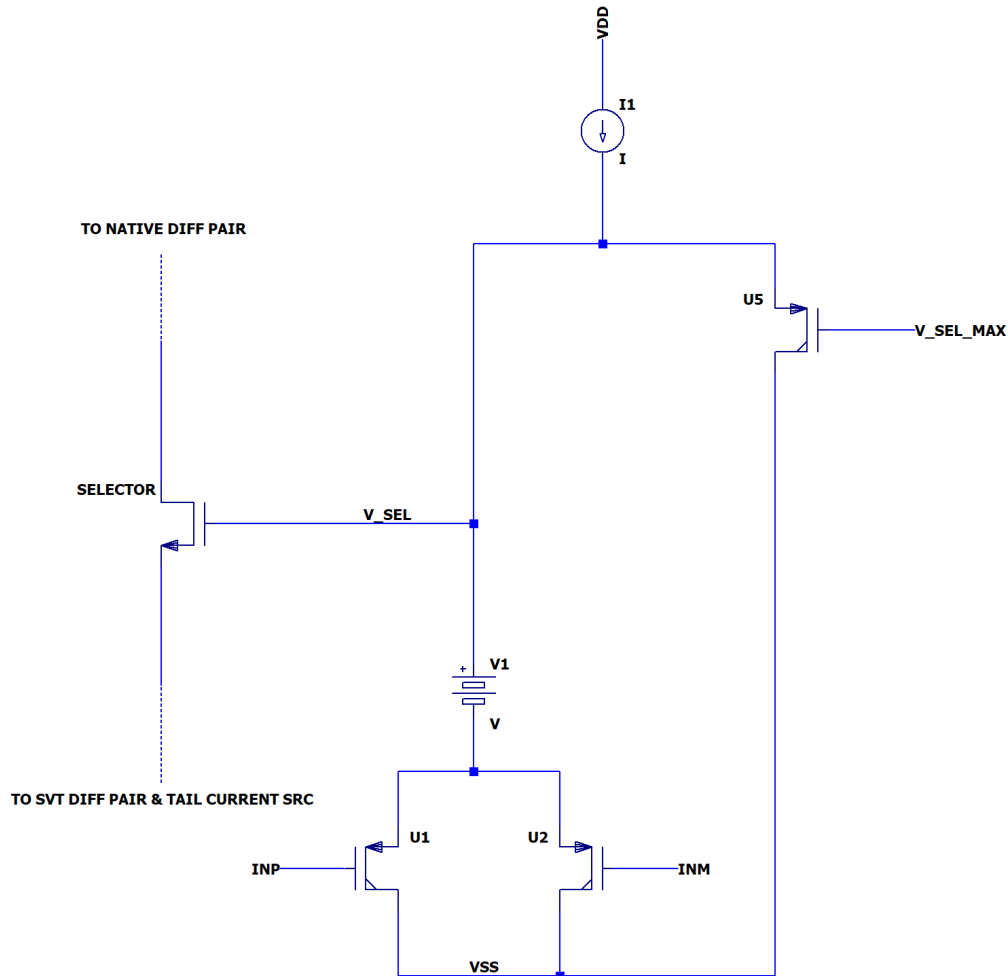 VDD
I1
I
TO NATIVE DIFF PAIR
U5
V_SEL_MAX
SELECTOR
V_SEL
+
V1
V
TO SVT DIFF PAIR & TAIL CURRENT SRC
U1
U2
INP
INM
VSS